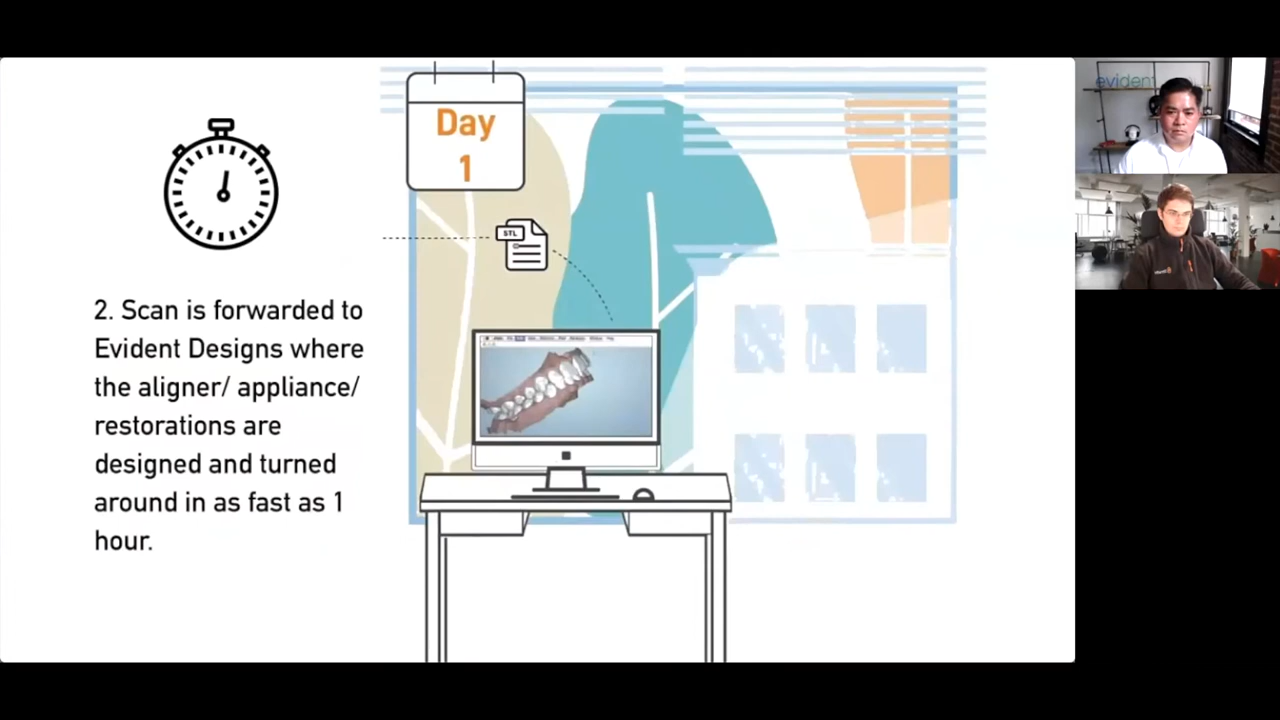 Day
1
STL
2. Scan is forwarded to
Evident Designs where
the aligner/ appliance/
restorations are
designed and turned
around in as fast as 1
hour.
evident